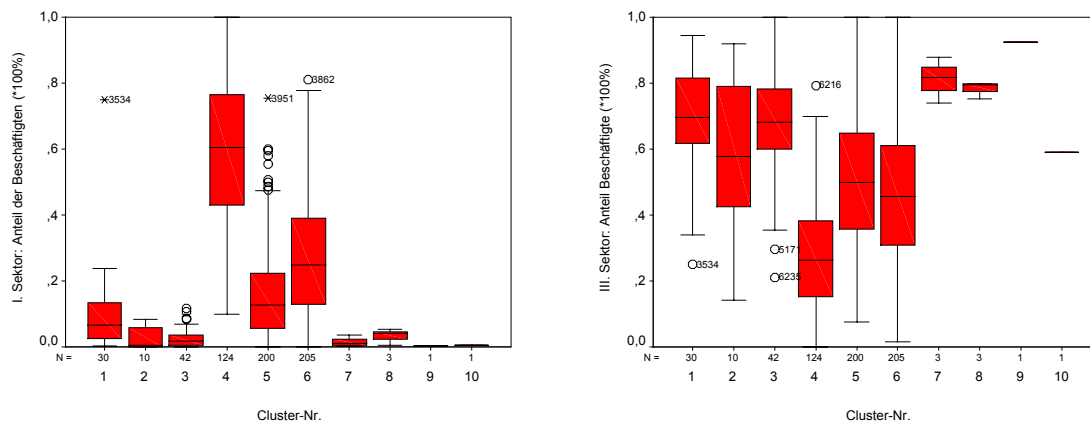 I. Sektor: Anteil der Beschäftigten (*100%)
1,0
,8
,6
,4
,2
0,0
3534
3951
3862
N = 30 10 42 124 200 205 3 3 1 1
1 2 3 4 5 6 7 8 9 10
Cluster-Nr.
III. Sektor: Anteil Beschäftigte (*100%)
1,0
,8
,6
,4
,2
0,0
6216
3534
5171
6235
N = 30 10 42 124 200 205 3 3 1 1
1 2 3 4 5 6 7 8 9 10
Cluster-Nr.